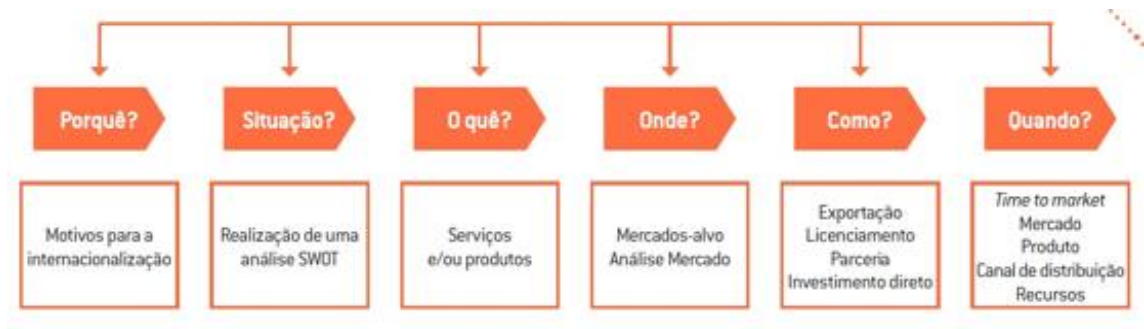 Porquê?
Situação?
O quê?
Onde?
Como?
Quando?
Motivos para a
internacionalização
Realização de uma
análise SWOT
Serviços
e/ou produtos
Mercados-alvo
Análise Mercado
Exportação
Licenciamento
Parceria
Investimento direto
Time to market
Mercado
Produto
Canal de distribuição
Recursos